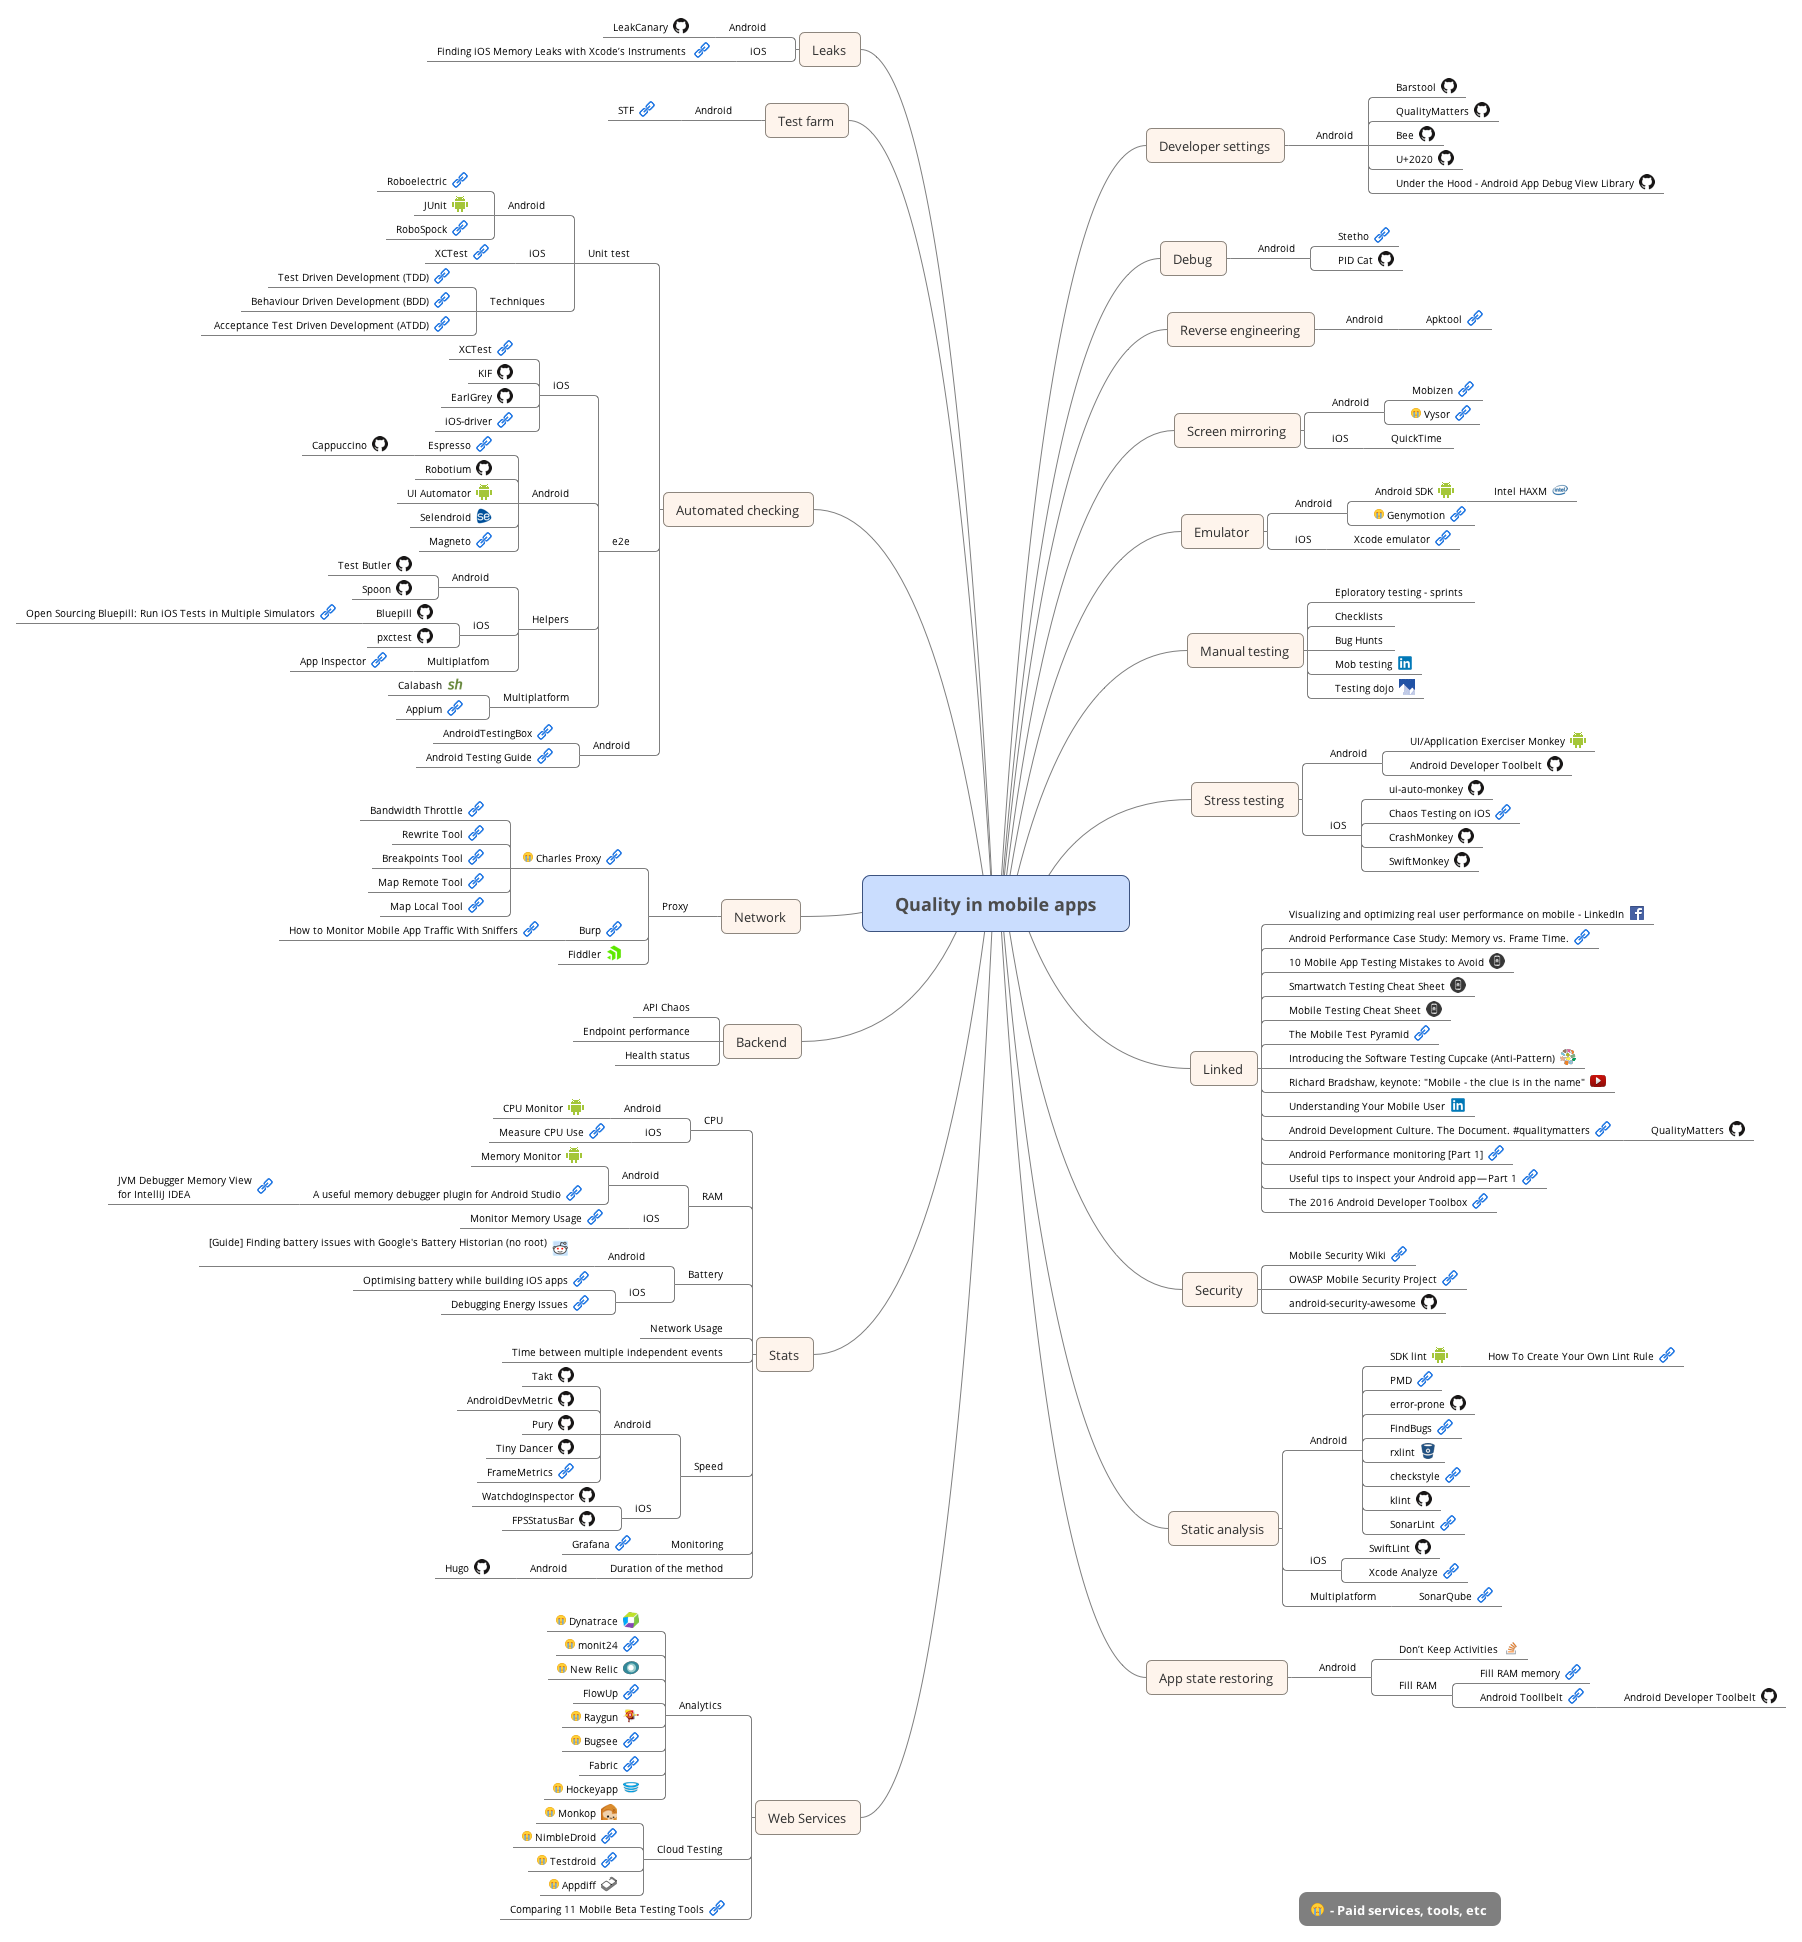 Quality in mobile apps
Leaks
Android
LeakCanary
iOS
Finding iOS Memory Leaks with Xcode's Instruments
Test farm
Android
STF
Automated checking
Unit test
Android
Roboelectric
JUnit
RoboSpock
iOS
XCTest
Techniques
Test Driven Development (TDD)
Behaviour Driven Development (BDD)
Acceptance Test Driven Development (ATDD)
e2e
iOS
XCTest
KIF
EarlGrey
iOS-driver
Android
Espresso
Cappuccino
Robotium
UI Automator
Selendroid
Se
Magneto
Helpers
Android
Test Butler
Spoon
iOS
Bluepill
Open Sourcing Bluepill: Run iOS Tests in Multiple Simulators
pxctest
Multiplatfom
App Inspector
Multiplatform
Calabash
sh
Appium
Android
AndroidTestingBox
Android Testing Guide
Network
Proxy
Charles Proxy
Bandwidth Throttle
Rewrite Tool
Breakpoints Tool
Map Remote Tool
Map Local Tool
Burp
How to Monitor Mobile App Traffic With Sniffers
Fiddler
Backend
API Chaos
Endpoint performance
Health status
Stats
CPU
Android
CPU Monitor
iOS
Measure CPU Use
RAM
Android
Memory Monitor
A useful memory debugger plugin for Android Studio
JVM Debugger Memory View
for IntelliJ IDEA
iOS
Monitor Memory Usage
Battery
Android
[Guide] Finding battery issues with Google's Battery Historian (no root)
iOS
Optimising battery while building iOS apps
Debugging Energy Issues
Network Usage
Time between multiple independent events
Speed
Android
Takt
AndroidDevMetric
Pury
Tiny Dancer
FrameMetrics
iOS
WatchdogInspector
FPSStatusBar
Monitoring
Grafana
Duration of the method
Android
Hugo
Web Services
Analytics
Dynatrace
monit24
New Relic
FlowUp
Raygun
Bugsee
Fabric
Hockeyapp
Cloud Testing
Monkop
NimbleDroid
Testdroid
Appdiff
Comparing 11 Mobile Beta Testing Tools
Developer settings
Android
Barstool
QualityMatters
Bee
U+2020
Under the Hood - Android App Debug View Library
Debug
Android
Stetho
PID Cat
Reverse engineering
Android
Apktool
Screen mirroring
Android
Mobizen
Vysor
iOS
QuickTime
Emulator
Android
Android SDK
Intel HAXM
intel
Genymotion
iOS
Xcode emulator
Manual testing
Eploratory testing - sprints
Checklists
Bug Hunts
Mob testing
in
Testing dojo
Stress testing
Android
UI/Application Exerciser Monkey
Android Developer Toolbelt
iOS
ui-auto-monkey
Chaos Testing on iOS
CrashMonkey
SwiftMonkey
Linked
Visualizing and optimizing real user performance on mobile - LinkedIn
f
Android Performance Case Study: Memory vs. Frame Time.
10 Mobile App Testing Mistakes to Avoid
Smartwatch Testing Cheat Sheet
Mobile Testing Cheat Sheet
The Mobile Test Pyramid
Introducing the Software Testing Cupcake (Anti-Pattern)
Richard Bradshaw, keynote: "Mobile - the clue is in the name"
Understanding Your Mobile User
in
Android Development Culture. The Document. #qualitymatters
QualityMatters
Android Performance monitoring [Part 1]
Useful tips to inspect your Android app — Part 1
The 2016 Android Developer Toolbox
Security
Mobile Security Wiki
OWASP Mobile Security Project
android-security-awesome
Static analysis
Android
SDK lint
How To Create Your Own Lint Rule
PMD
error-prone
FindBugs
rxlint
checkstyle
klint
SonarLint
iOS
SwiftLint
Xcode Analyze
Multiplatform
SonarQube
App state restoring
Android
Don't Keep Activities
Fill RAM
Fill RAM memory
Android Toollbelt
Android Developer Toolbelt
- Paid services, tools, etc